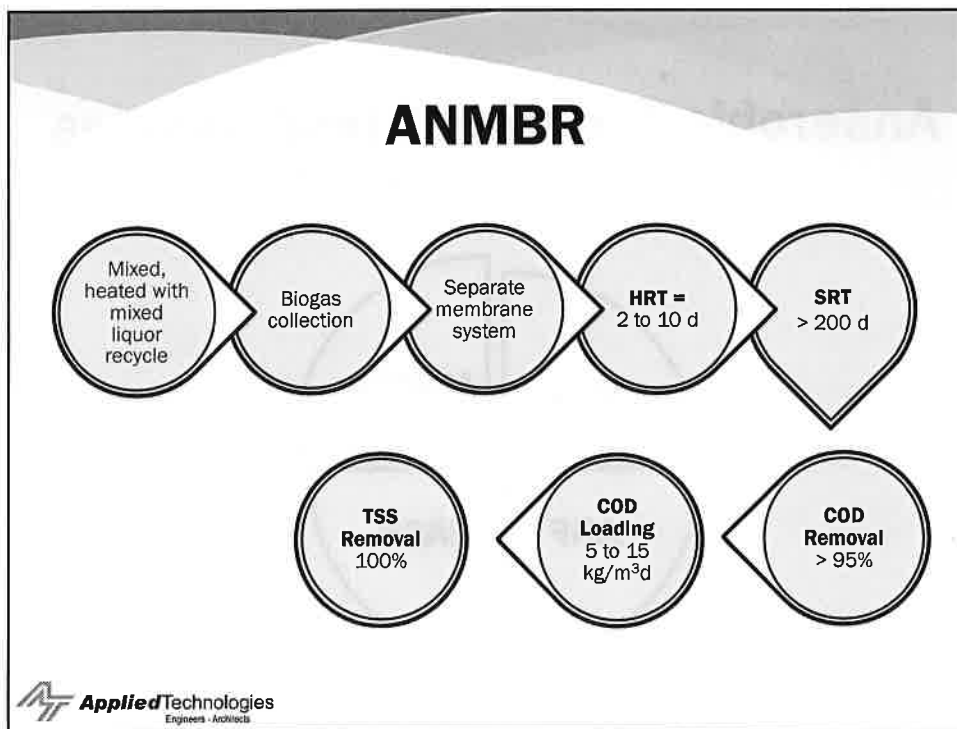 ANMBR
Mixed,
heated with
mixed
liquor
recycle
Biogas
collection
Separate
membrane
system
HRT =
2 to 10 d
SRT
> 200 d
COD
Removal
> 95%
COD
Loading
5 to 15
kg/m³d
TSS
Removal
100%
AppliedTechnologies
Engineers - Architects